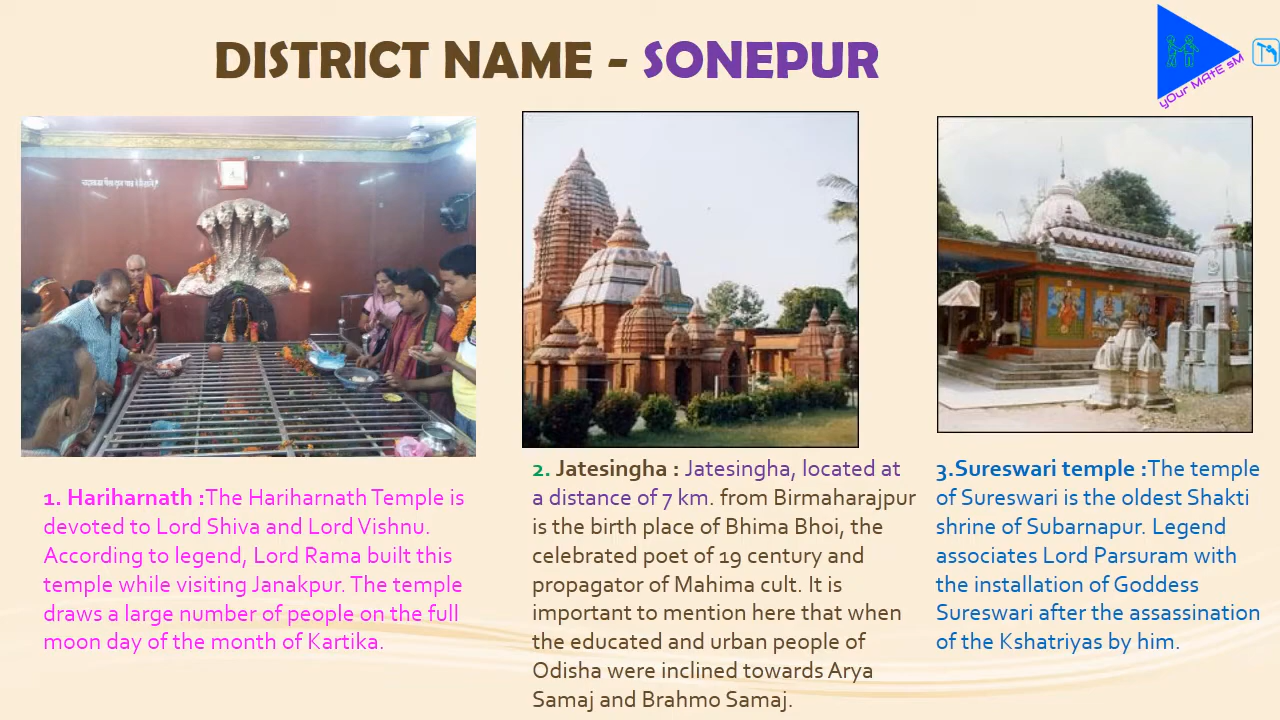 DISTRICT NAME - SONEPUR
yOur MAtE sM
1. Hariharnath :The Hariharnath Temple is
devoted to Lord Shiva and Lord Vishnu.
According to legend, Lord Rama built this
temple while visiting Janakpur. The temple
draws a large number of people on the full
moon day of the month of Kartika.
2. Jatesingha : Jatesingha, located at
a distance of 7 km. from Birmaharajpur
is the birth place of Bhima Bhoi, the
celebrated poet of 19 century and
propagator of Mahima cult. It is
important to mention here that when
the educated and urban people of
Odisha were inclined towards Arya
Samaj and Brahmo Samaj.
3.Sureswari temple :The temple
of Sureswari is the oldest Shakti
shrine of Subarnapur. Legend
associates Lord Parsuram with
the installation of Goddess
Sureswari after the assassination
of the Kshatriyas by him.